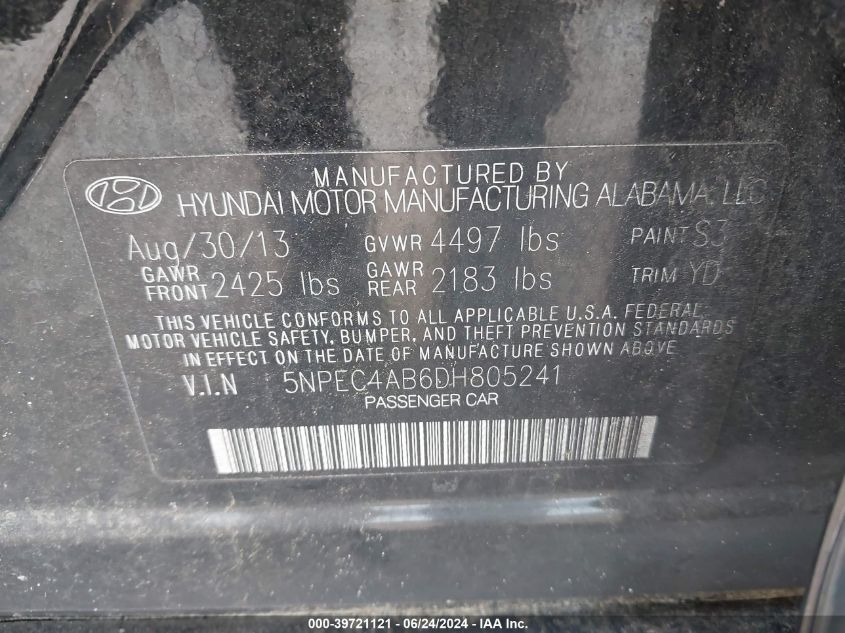 MANUFACTURED BY
HYUNDAI MOTOR MANUFACTURING ALABAMA, LLC
Aug/30/13 GVWR 4497 lbs PAINT S3
GAWR FRONT 2425 lbs GAWR REAR 2183 lbs TRIM YD
THIS VEHICLE CONFORMS TO ALL APPLICABLE U.S.A. FEDERAL
MOTOR VEHICLE SAFETY, BUMPER, AND THEFT PREVENTION STANDARDS
IN EFFECT ON THE DATE OF MANUFACTURE SHOWN ABOVE
V.I.N 5NPEC4AB6DH805241
PASSENGER CAR
000-39721121 - 06/24/2024 - IAA Inc.